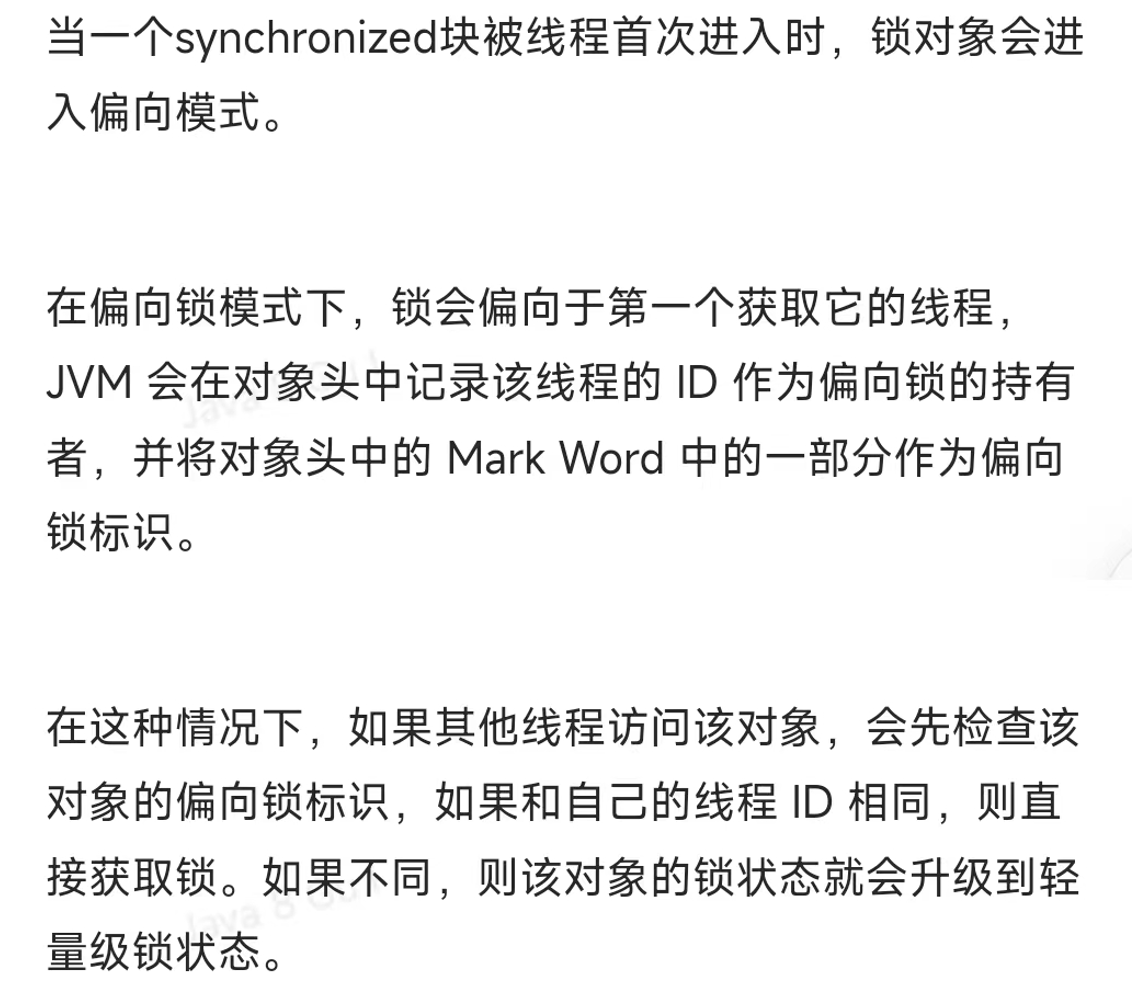 当一个synchronized块被线程首次进入时，锁对象会进
入偏向模式。
在偏向锁模式下，锁会偏向于第一个获取它的线程，
JVM 会在对象头中记录该线程的 ID 作为偏向锁的持有
者，并将对象头中的 Mark Word 中的一部分作为偏向
锁标识。
在这种情况下，如果其他线程访问该对象，会先检查该
对象的偏向锁标识，如果和自己的线程 ID 相同，则直
接获取锁。如果不同，则该对象的锁状态就会升级到轻
量级锁状态。
Java 8